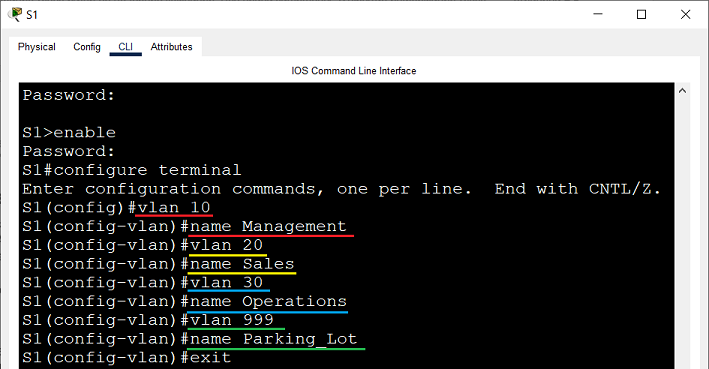 S1
Physical Config CLI Attributes
IOS Command Line Interface
Password:
S1>enable
Password:
S1#configure terminal
Enter configuration commands, one per line.  End with CNTL/Z.
S1(config)#vlan 10
S1(config-vlan)#name Management
S1(config-vlan)#vlan 20
S1(config-vlan)#name Sales
S1(config-vlan)#vlan 30
S1(config-vlan)#name Operations
S1(config-vlan)#vlan 999
S1(config-vlan)#name Parking_Lot
S1(config-vlan)#exit